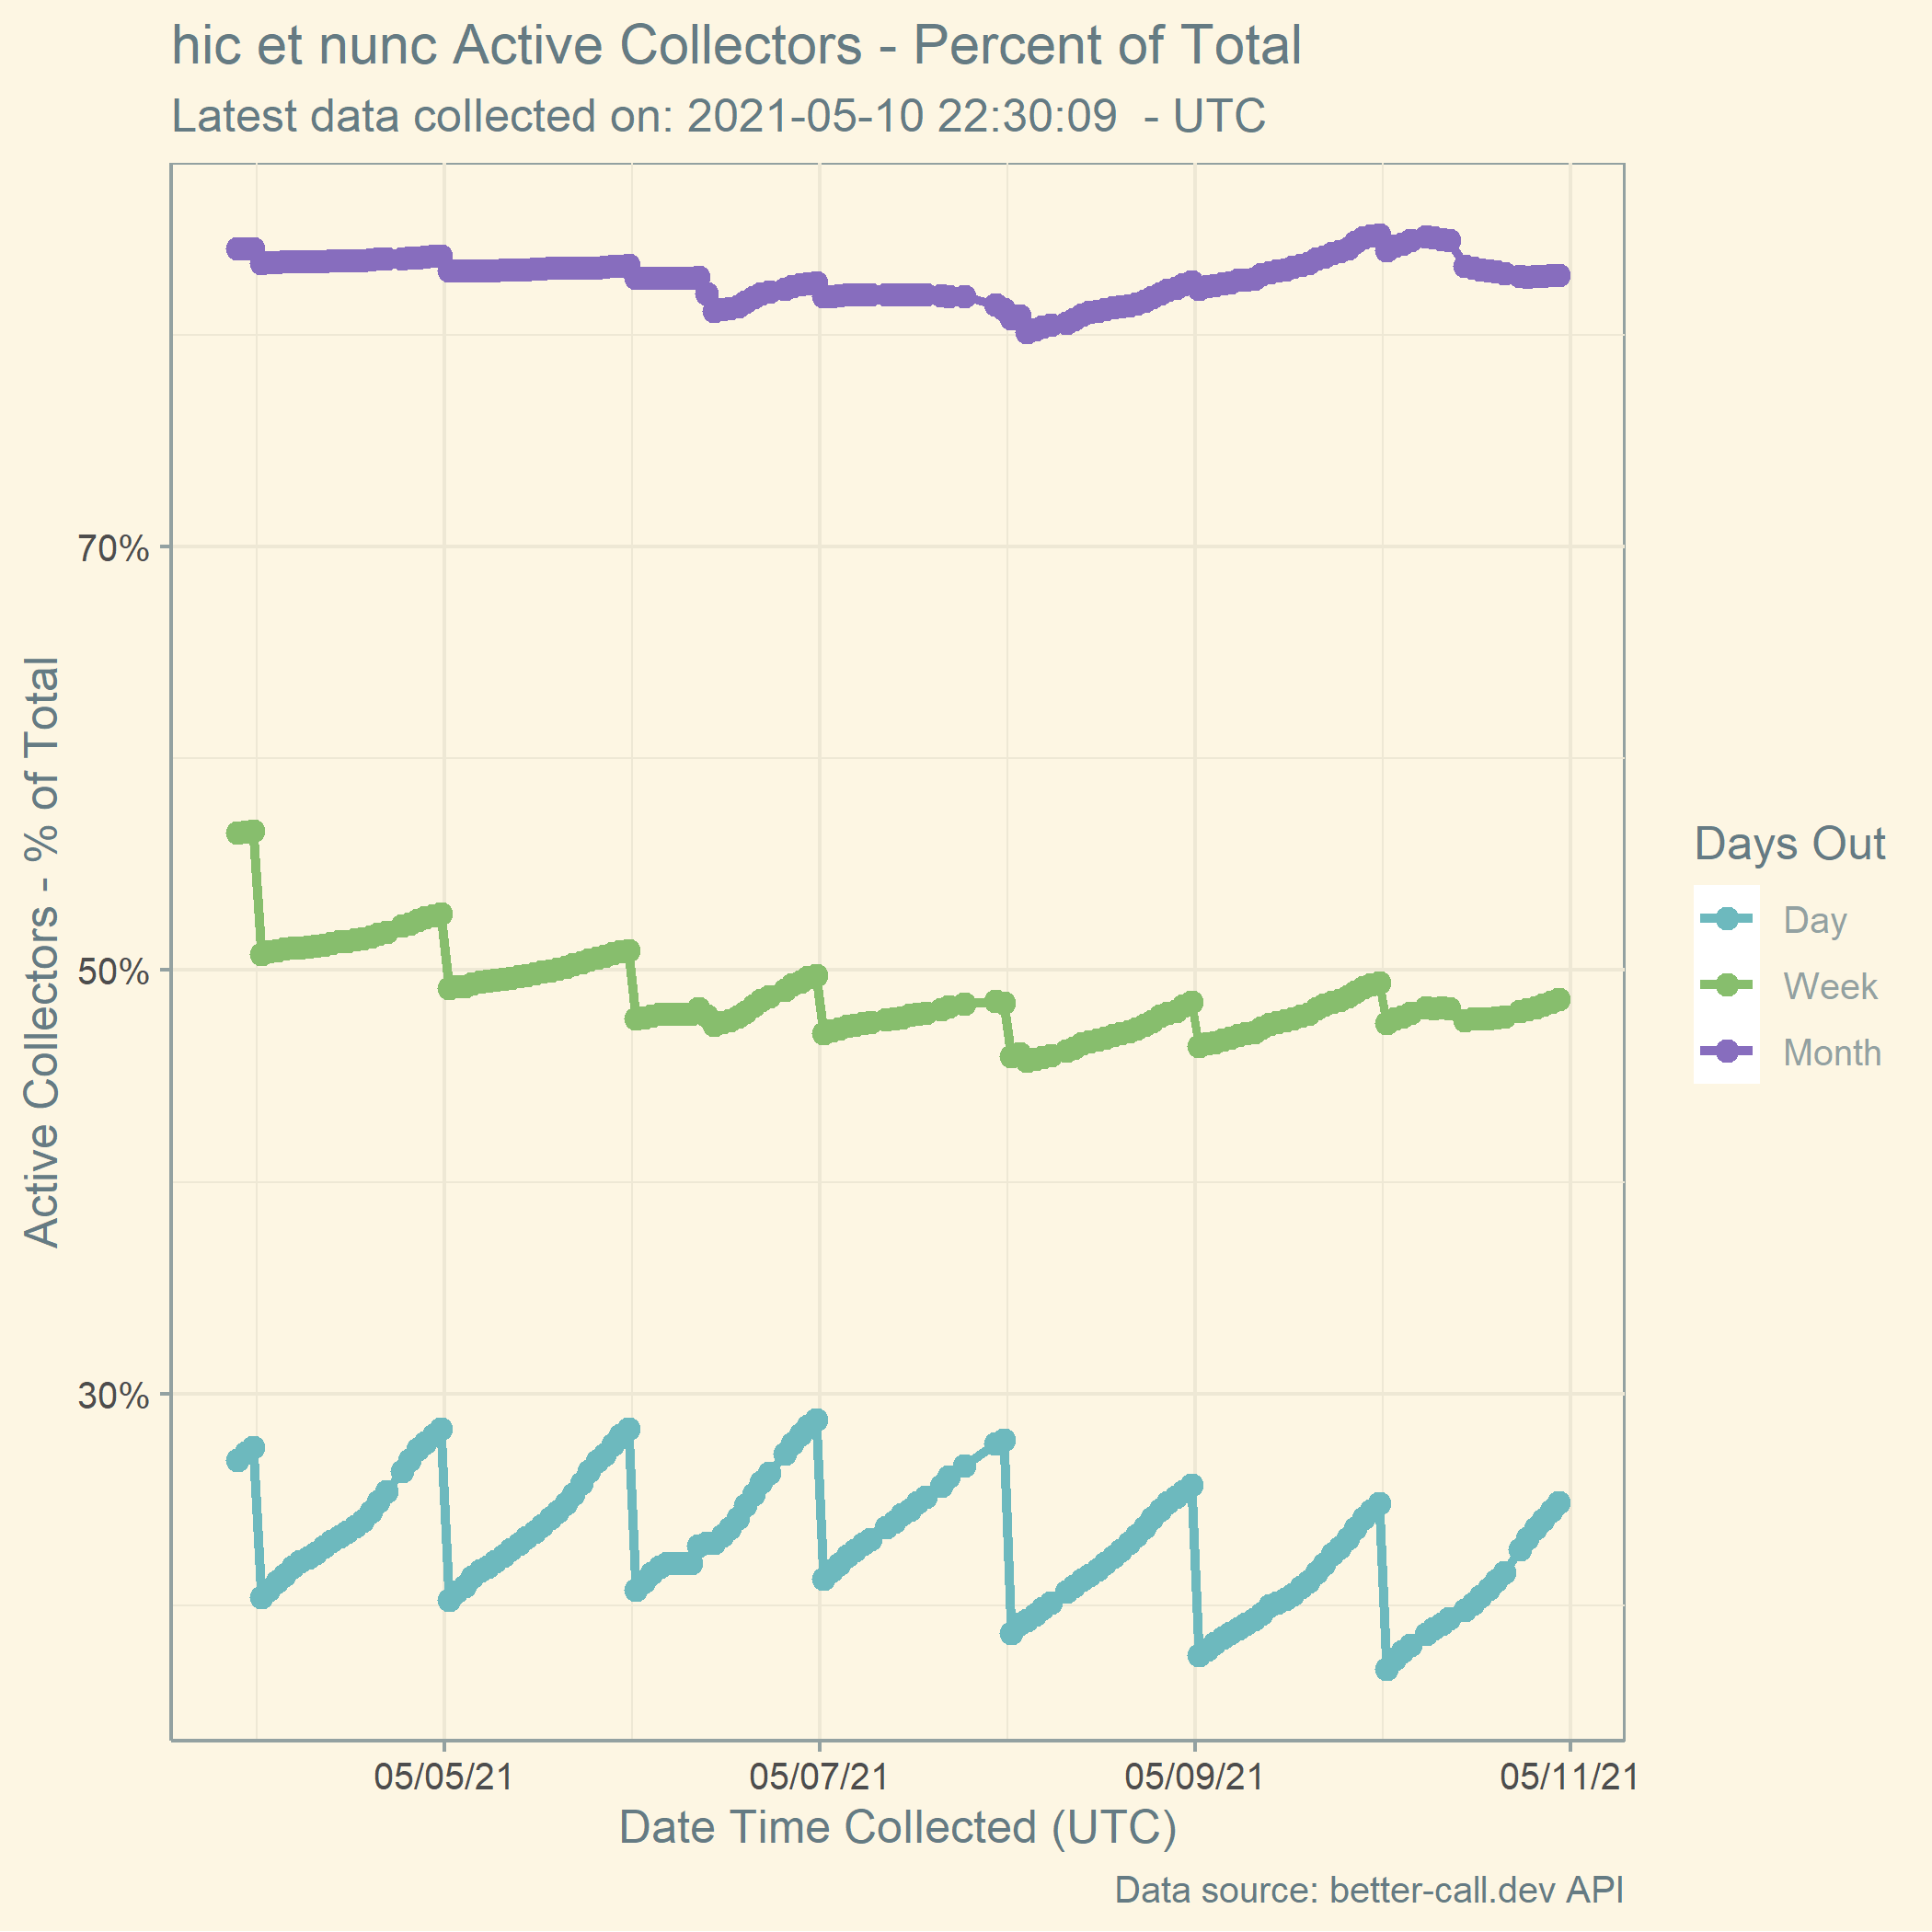 hic et nunc Active Collectors - Percent of Total
Latest data collected on: 2021-05-10 22:30:09  - UTC
Active Collectors - % of Total
70%
50%
30%
05/05/21
05/07/21
05/09/21
05/11/21
Date Time Collected (UTC)
Days Out
Day
Week
Month
Data source: better-call.dev API